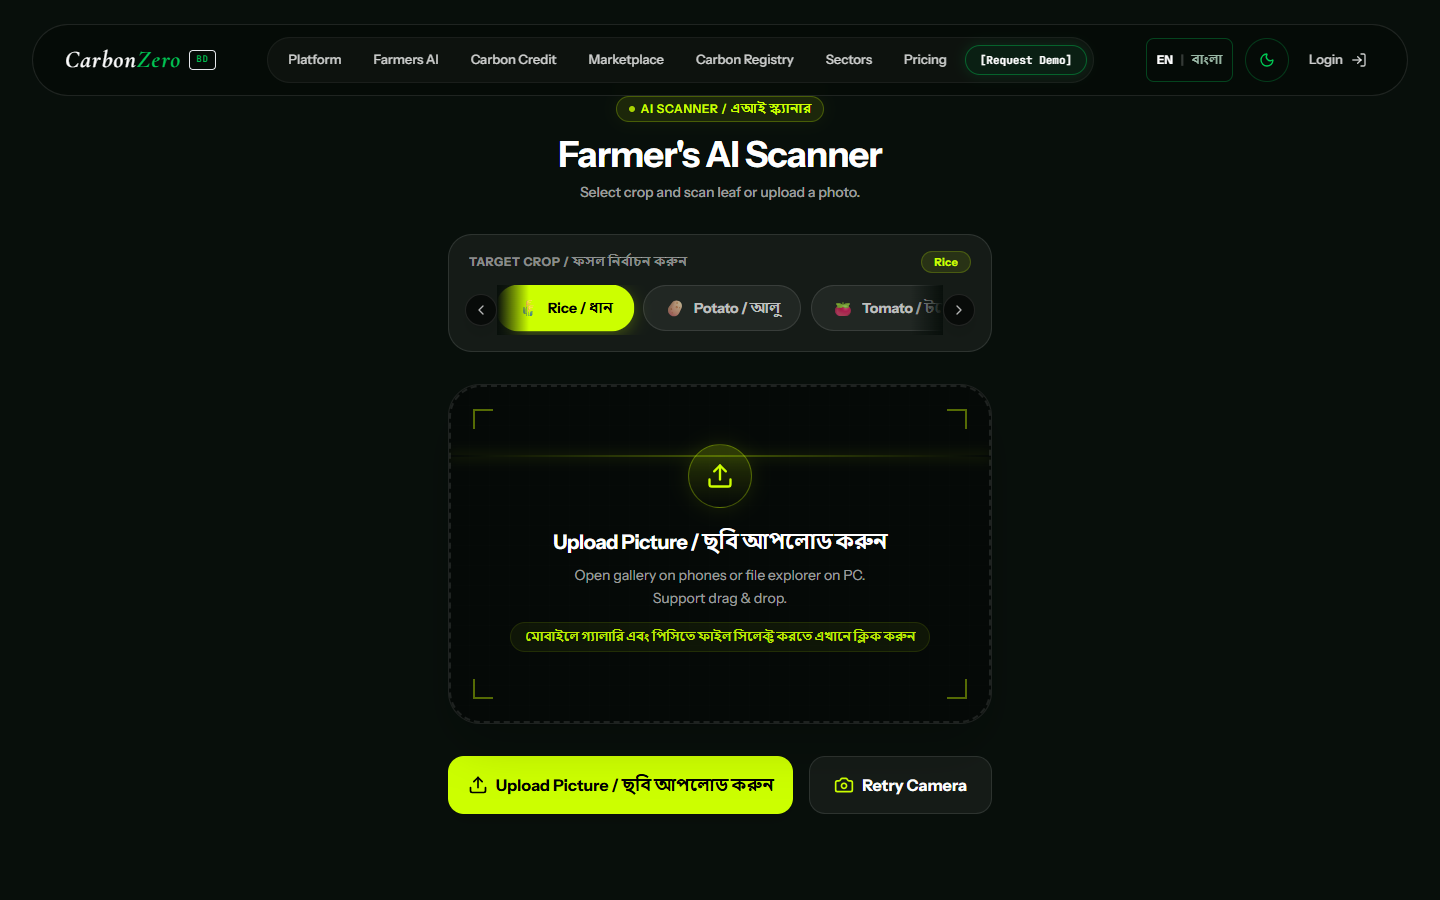 CarbonZero BD
Platform
Farmers AI
Carbon Credit
Marketplace
Carbon Registry
Sectors
Pricing
[Request Demo]
EN | বাংলা
Login
AI SCANNER / এআই স্ক্যানার
Farmer's AI Scanner
Select crop and scan leaf or upload a photo.
TARGET CROP / ফসল নির্বাচন করুন
Rice
Rice / ধান
Potato / আলু
Tomato /
Upload Picture / ছবি আপলোড করুন
Open gallery on phones or file explorer on PC.
Support drag & drop.
মোবাইলে গ্যালারি এবং পিসিতে ফাইল সিলেক্ট করতে এখানে ক্লিক করুন
Upload Picture / ছবি আপলোড করুন
Retry Camera